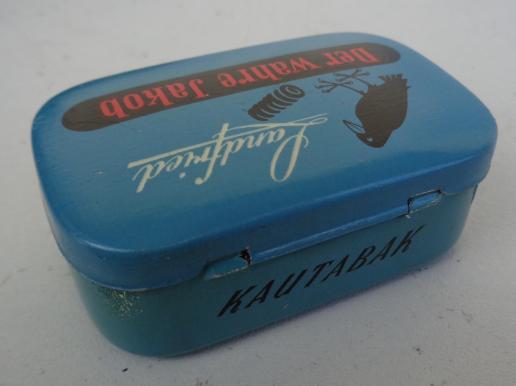 Der wahre Jakob
Landfried
KAUTABAK